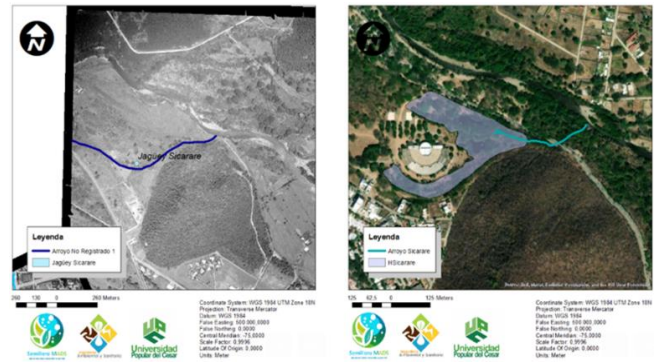 N
Jagüey Sicarare
Leyenda
Arroyo No Registrado 1
Jagüey Sicarare
260 130 0 260 Meters
Coordinate System: WGS 1984 UTM Zone 18N
Projection: Transverse Mercator
Datum: WGS 1984
False Easting: 500.000,0000
False Northing: 0,0000
Central Meridian: -75,0000
Scale Factor: 0,9996
Latitude Of Origin: 0,0000
Units: Meter
Universidad
Popular del Cesar
N
Leyenda
Arroyo Sicarare
HSicarare
125 62,5 0 125 Meters
Coordinate System: WGS 1984 UTM Zone 18N
Projection: Transverse Mercator
Datum: WGS 1984
False Easting: 500.000,0000
False Northing: 0,0000
Central Meridian: -75,0000
Scale Factor: 0,9996
Latitude Of Origin: 0,0000
Units: Meter
Universidad
Popular del Cesar